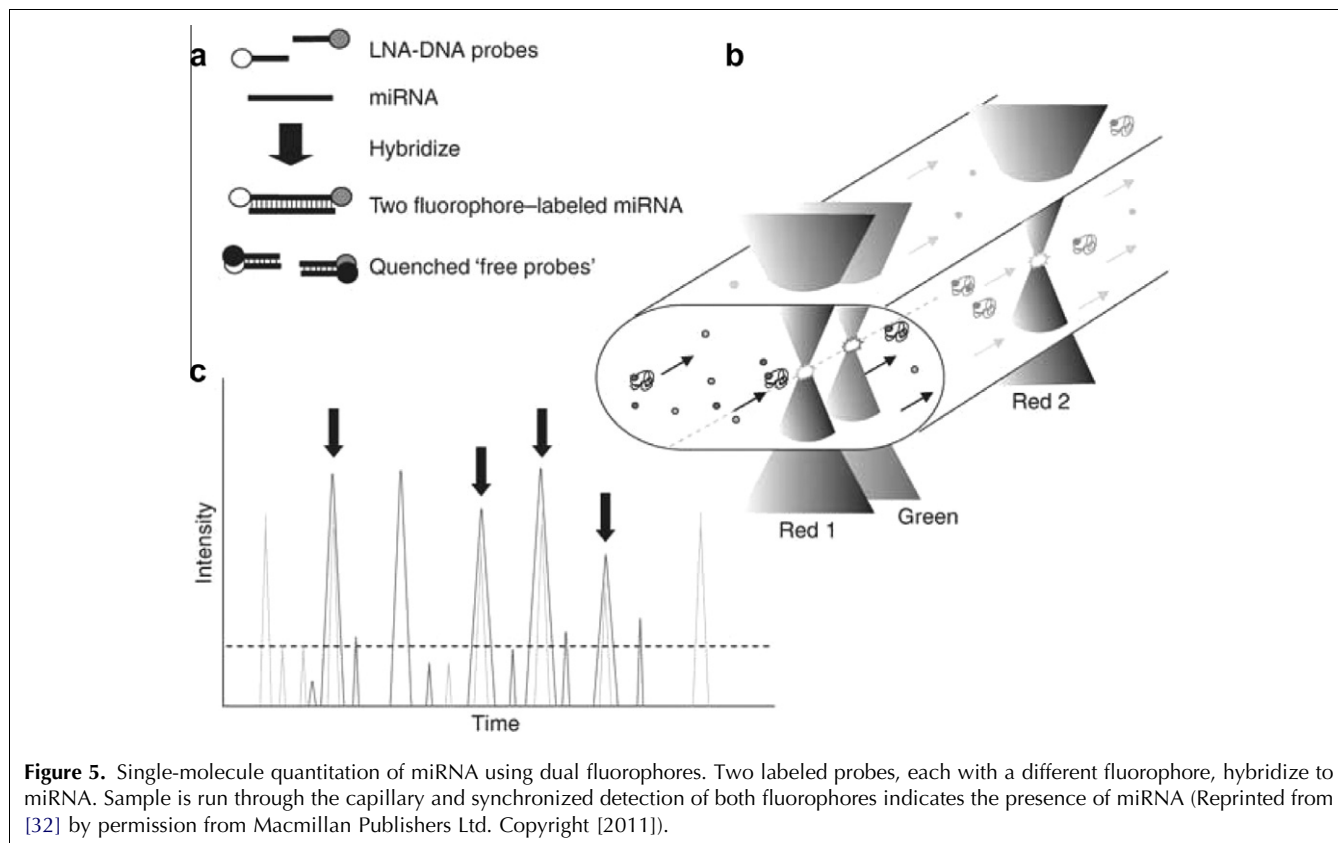 a
LNA-DNA probes
miRNA
Hybridize
Two fluorophore–labeled miRNA
Quenched ‘free probes’
b
Red 1
Green
Red 2
c
Intensity
Time
Figure 5. Single-molecule quantitation of miRNA using dual fluorophores. Two labeled probes, each with a different fluorophore, hybridize to
miRNA. Sample is run through the capillary and synchronized detection of both fluorophores indicates the presence of miRNA (Reprinted from
[32] by permission from Macmillan Publishers Ltd. Copyright [2011]).